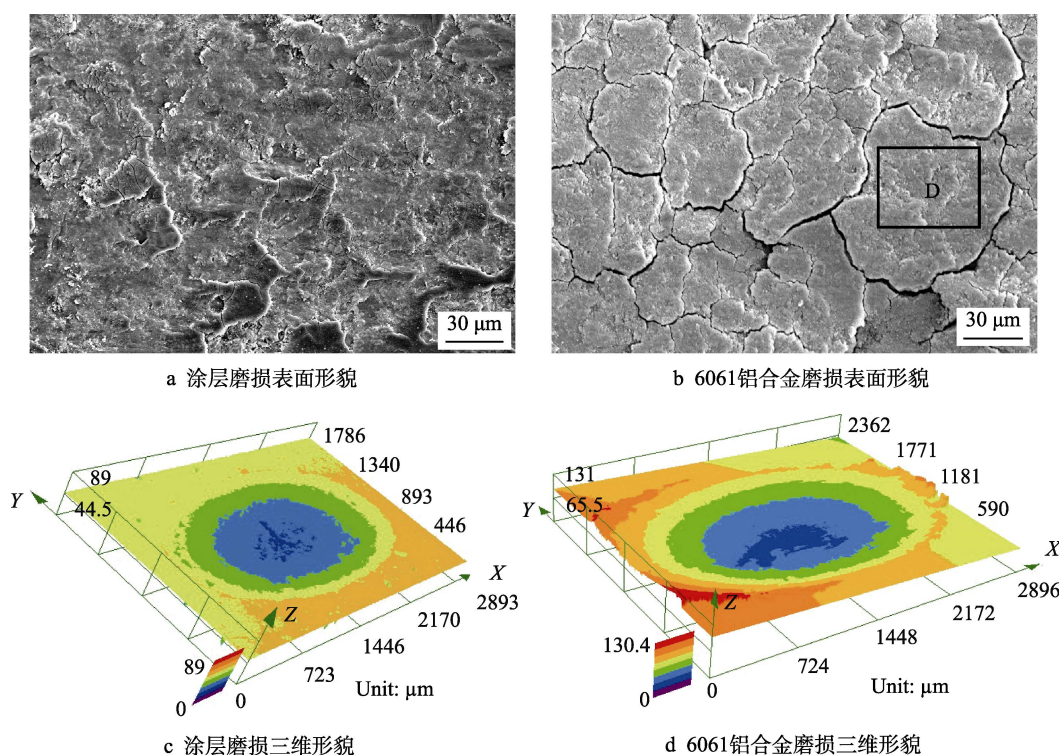 30 μm
D
30 μm
a 涂层磨损表面形貌
b 6061铝合金磨损表面形貌
1786
1340
893
446
89
44.5
Y
X
Z
2893
2170
1446
723
0
89
0
Unit: μm
2362
1771
1181
590
131
65.5
Y
X
Z
2896
2172
1448
724
0
130.4
0
Unit: μm
c 涂层磨损三维形貌
d 6061铝合金磨损三维形貌